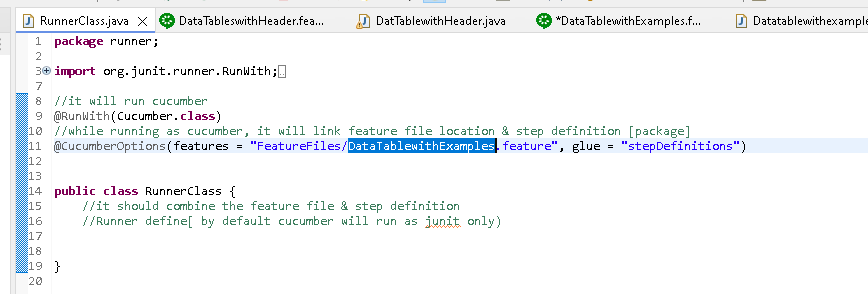 RunnerClass.java
DataTableswithHeader.fea...
DatTablewithHeader.java
*DataTablewithExamples.f...
Datatablewithexample
1 package runner;
2
3 import org.junit.runner.RunWith;
7
8 //it will run cucumber
9 @RunWith(Cucumber.class)
10 //while running as cucumber, it will link feature file location & step definition [package]
11 @CucumberOptions(features = "FeatureFiles/DataTablewithExamples.feature", glue = "stepDefinitions")
12
13
14 public class RunnerClass {
15 //it should combine the feature file & step definition
16 //Runner define[ by default cucumber will run as junit only)
17
18
19 }
20